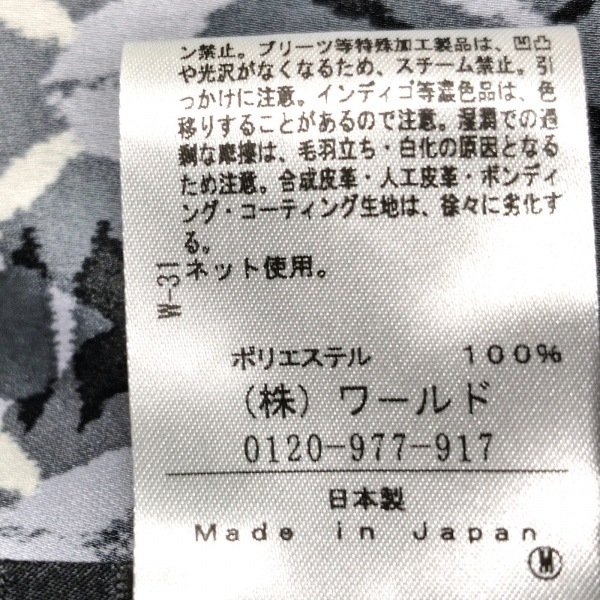 ン禁止。プリーツ等特殊加工製品は、凹凸
や光沢がなくなるため、スチーム禁止。引
っかけに注意。インディゴ等濃色品は、色
移りすることがあるので注意。湿潤での過
剰な摩擦は、毛羽立ち・白化の原因となる
ため注意。合成皮革・人工皮革・ボンディ
ング・コーティング生地は、徐々に劣化す
る。
ネット使用。
W-31
ポリエステル 100%
(株) ワールド
0120-977-917
日本製
Made in Japan
M